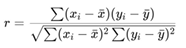 r = ∑(xᵢ − x̄)(yᵢ − ȳ) / √∑(xᵢ − x̄)² ∑(yᵢ − ȳ)²